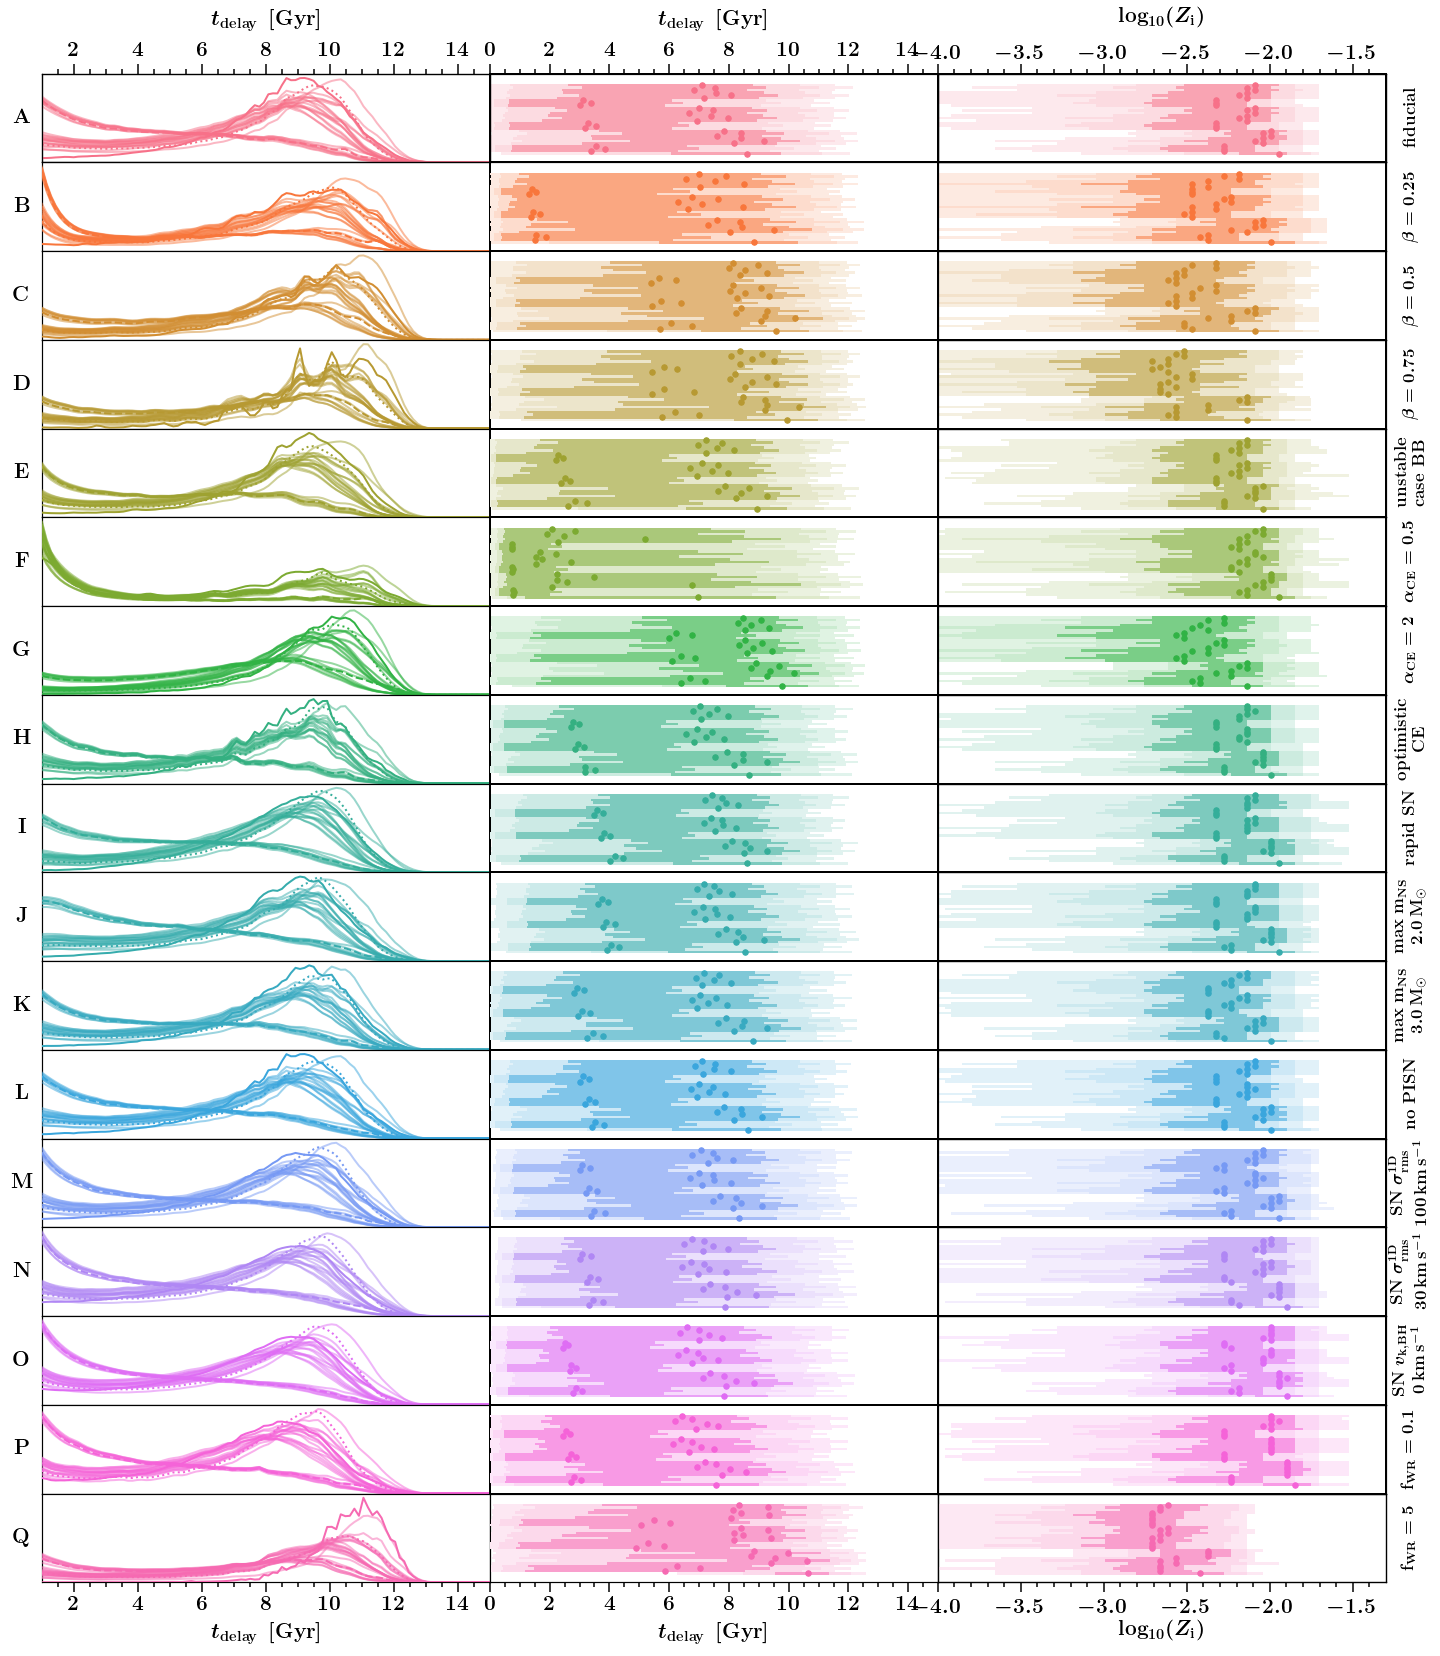 t_delay [Gyr] t_delay [Gyr] log₁₀(Z_i)
2 4 6 8 10 12 14 0 2 4 6 8 10 12 14 −4.0 −3.5 −3.0 −2.5 −2.0 −1.5
A fiducial
B β = 0.25
C β = 0.5
D β = 0.75
E unstable
case BB
F α_CE = 0.5
G α_CE = 2
H optimistic
CE
I rapid SN
J max m_NS
2.0 M_⊙
K max m_NS
3.0 M_⊙
L no PISN
M SN σ_rms^1D
100 km s⁻¹
N SN σ_rms^1D
30 km s⁻¹
O SN v_k,BH
0 km s⁻¹
P f_WR = 0.1
Q f_WR = 5
2 4 6 8 10 12 14 0 2 4 6 8 10 12 14 −4.0 −3.5 −3.0 −2.5 −2.0 −1.5
t_delay [Gyr] t_delay [Gyr] log₁₀(Z_i)